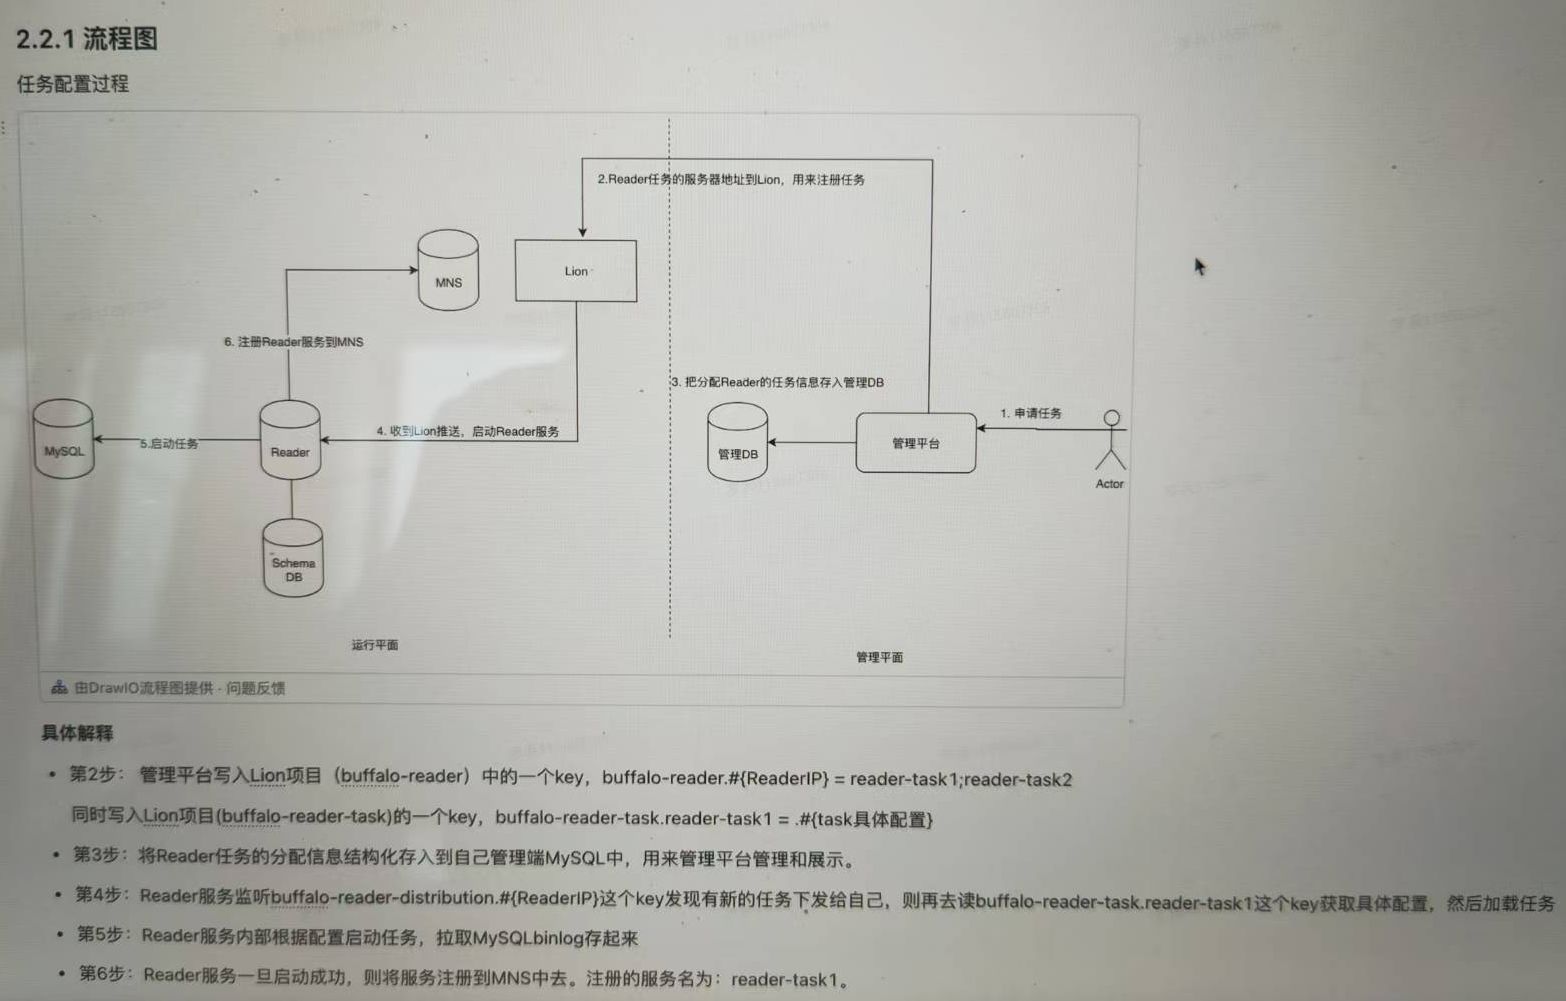 2.2.1 流程图
任务配置过程
2.Reader任务的服务器地址到Lion，用来注册任务
MNS
Lion
6. 注册Reader服务到MNS
3. 把分配Reader的任务信息存入管理DB
1. 申请任务
4. 收到Lion推送，启动Reader服务
5.启动任务
MySQL
Reader
管理DB
管理平台
Actor
Schema
DB
运行平面
管理平面
由DrawIO流程图提供 · 问题反馈
具体解释
• 第2步： 管理平台写入Lion项目（buffalo-reader）中的一个key，buffalo-reader.#{ReaderIP} = reader-task1;reader-task2
同时写入Lion项目(buffalo-reader-task)的一个key，buffalo-reader-task.reader-task1 = .#{task具体配置}
• 第3步：将Reader任务的分配信息结构化存入到自己管理端MySQL中，用来管理平台管理和展示。
• 第4步：Reader服务监听buffalo-reader-distribution.#{ReaderIP}这个key发现有新的任务下发给自己，则再去读buffalo-reader-task.reader-task1这个key获取具体配置，然后加载任务
• 第5步：Reader服务内部根据配置启动任务，拉取MySQLbinlog存起来
• 第6步：Reader服务一旦启动成功，则将服务注册到MNS中去。注册的服务名为：reader-task1。